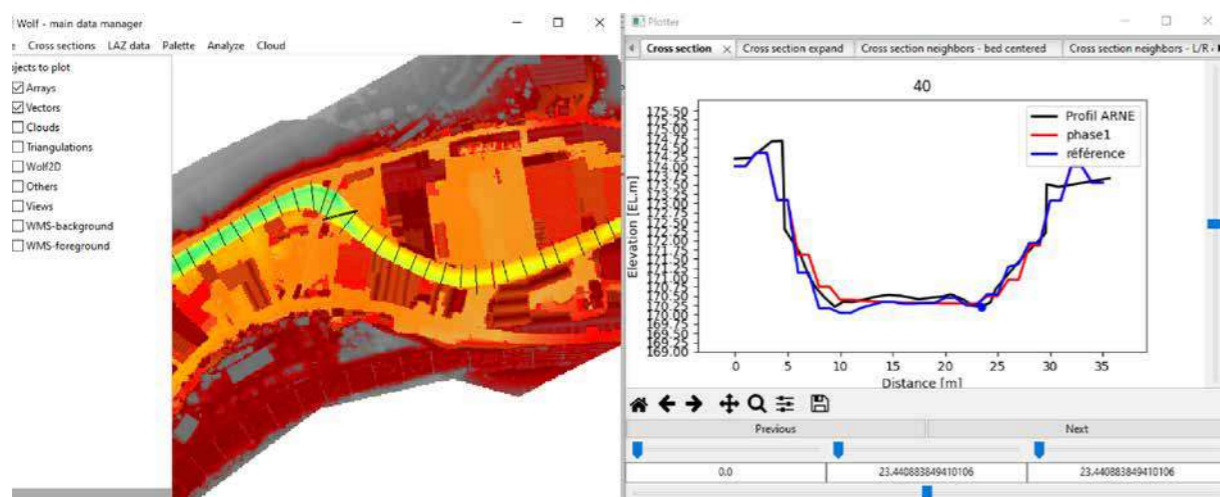 Wolf - main data manager
Cross sections LAZ data Palette Analyze Cloud
jects to plot
Arrays
Vectors
Clouds
Triangulations
Wolf2D
Others
Views
WMS-background
WMS-foreground
Plotter
Cross section Cross section expand Cross section neighbors - bed centered Cross section neighbors - L/R
40
Profil ARNE
phase1
référence
175.50
175.25
175.00
174.75
174.50
174.25
174.00
173.75
173.50
173.25
173.00
172.75
172.50
172.25
172.00
171.75
171.50
171.25
171.00
170.75
170.50
170.25
170.00
169.75
169.50
169.25
169.00
Elevation [EL.m]
0 5 10 15 20 25 30 35
Distance [m]
Previous Next
0.0 23.440883849410106 23.440883849410106